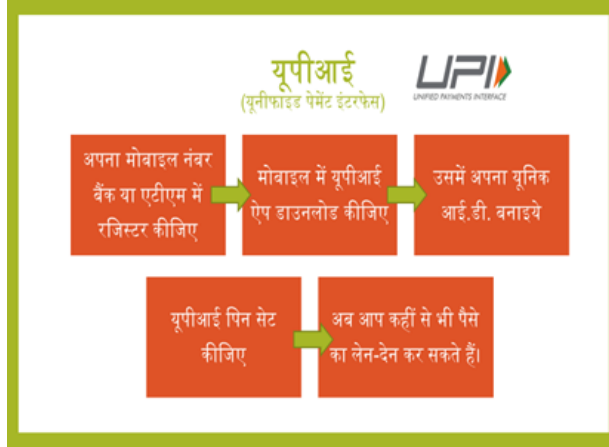 यूपीआई
(यूनीफाइड पेमेंट इंटरफेस)
UPI
UNIFIED PAYMENTS INTERFACE
अपना मोबाइल नंबर
बैंक या एटीएम में
रजिस्टर कीजिए
मोबाइल में यूपीआई
ऐप डाउनलोड कीजिए
उसमें अपना यूनिक
आई.डी. बनाइये
यूपीआई पिन सेट
कीजिए
अब आप कहीं से भी पैसे
का लेन-देन कर सकते हैं।